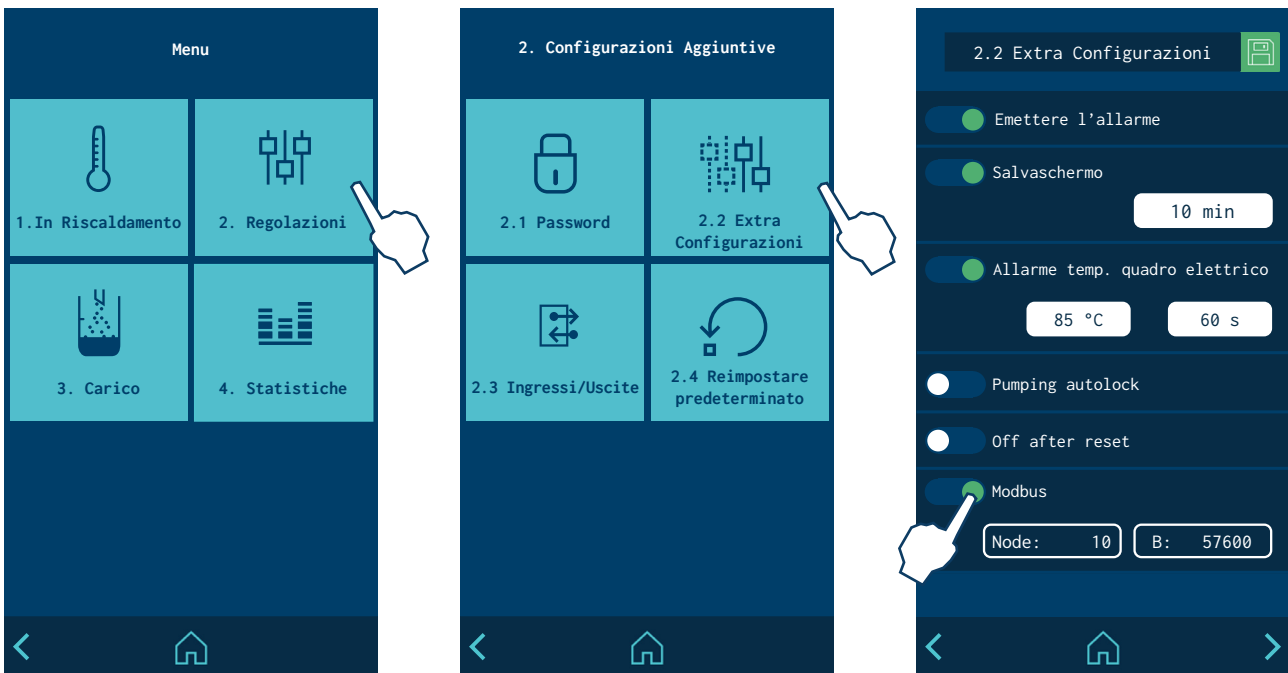 Menu
1.In Riscaldamento
2. Regolazioni
3. Carico
4. Statistiche
2. Configurazioni Aggiuntive
2.1 Password
2.2 Extra
Configurazioni
2.3 Ingressi/Uscite
2.4 Reimpostare
predeterminato
2.2 Extra Configurazioni
Emettere l'allarme
Salvaschermo
10 min
Allarme temp. quadro elettrico
85 °C
60 s
Pumping autolock
Off after reset
Modbus
Node: 10
B: 57600